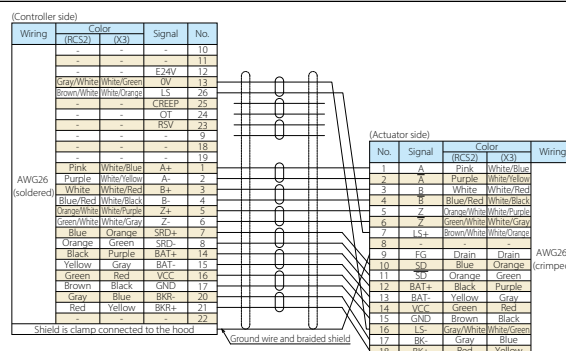 (Controller side)
Wiring Color Signal No.
(RCS2) (X3)
- - - 10
- - - 11
- - E24V 12
Gray/White White/Green 0V 13
Brown/White White/Orange LS 26
- - CREEP 25
- - OT 24
- - RSV 23
- - - 9
- - - 18
- - - 19
Pink White/Blue A+ 1
AWG26 Purple White/Yellow A- 2
(soldered) White White/Red B+ 3
Blue/Red White/Black B- 4
Orange/White White/Purple Z+ 5
Green/White White/Gray Z- 6
Blue Orange SRD+ 7
Orange Green SRD- 8
Black Purple BAT+ 14
Yellow Gray BAT- 15
Green Red VCC 16
Brown Black GND 17
Gray Blue BKR- 20
Red Yellow BKR+ 21
- - - 22
Shield is clamp connected to the hood
Ground wire and braided shield
(Actuator side)
No. Signal Color Wiring
(RCS2) (X3)
1 A Pink White/Blue
2 A̅ Purple White/Yellow
3 B White White/Red
4 B̅ Blue/Red White/Black
5 Z Orange/White White/Purple
6 Z̅ Green/White White/Gray
7 LS+ Brown/White White/Orange
8 - - -
9 FG Drain Drain AWG26
10 SD Blue Orange (crimped
11 S̅D̅ Orange Green
12 BAT+ Black Purple
13 BAT- Yellow Gray
14 VCC Green Red
15 GND Brown Black
16 LS- Gray/White White/Green
17 BK- Gray Blue
18 BK+ Red Yellow